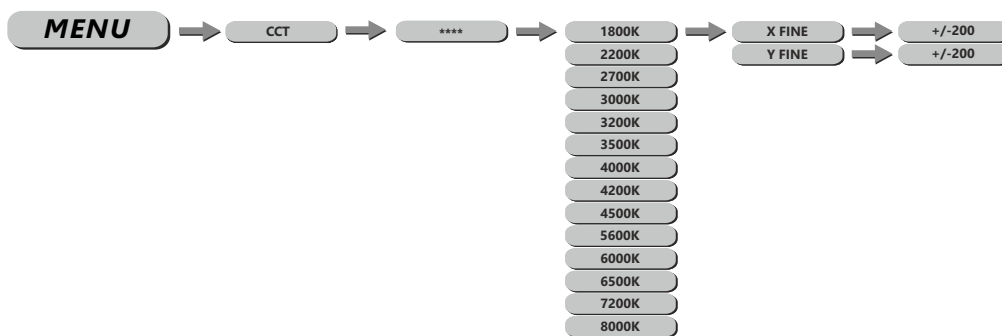 MENU CCT **** 1800K X FINE +/-200
2200K Y FINE +/-200
2700K
3000K
3200K
3500K
4000K
4200K
4500K
5600K
6000K
6500K
7200K
8000K